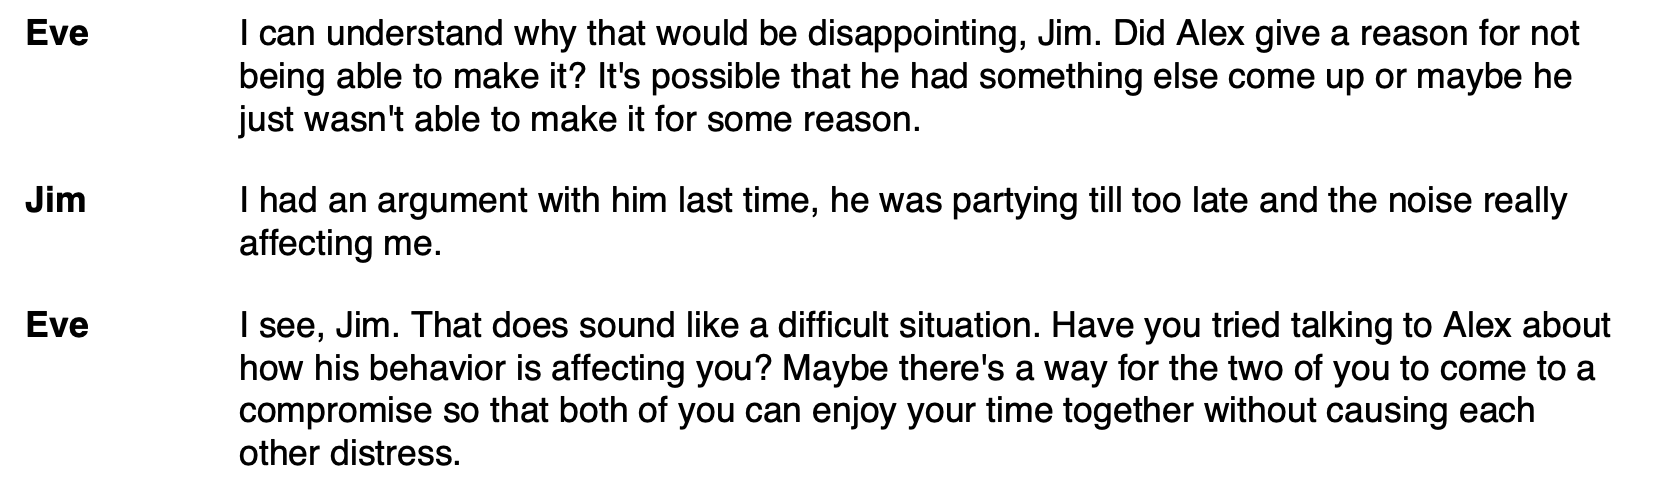 Eve I can understand why that would be disappointing, Jim. Did Alex give a reason for not
being able to make it? It's possible that he had something else come up or maybe he
just wasn't able to make it for some reason.
Jim I had an argument with him last time, he was partying till too late and the noise really
affecting me.
Eve I see, Jim. That does sound like a difficult situation. Have you tried talking to Alex about
how his behavior is affecting you? Maybe there's a way for the two of you to come to a
compromise so that both of you can enjoy your time together without causing each
other distress.